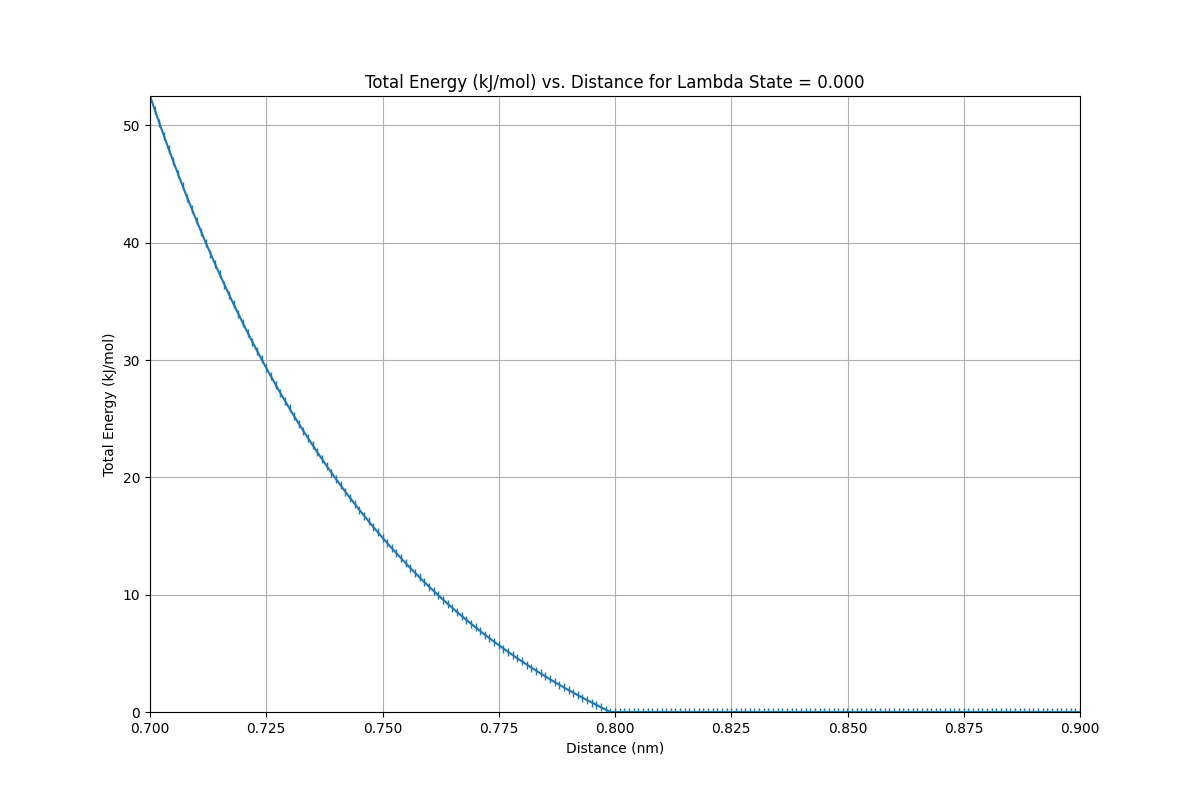 Total Energy (kJ/mol) vs. Distance for Lambda State = 0.000
Total Energy (kJ/mol)
50
40
30
20
10
0
0.700 0.725 0.750 0.775 0.800 0.825 0.850 0.875 0.900
Distance (nm)